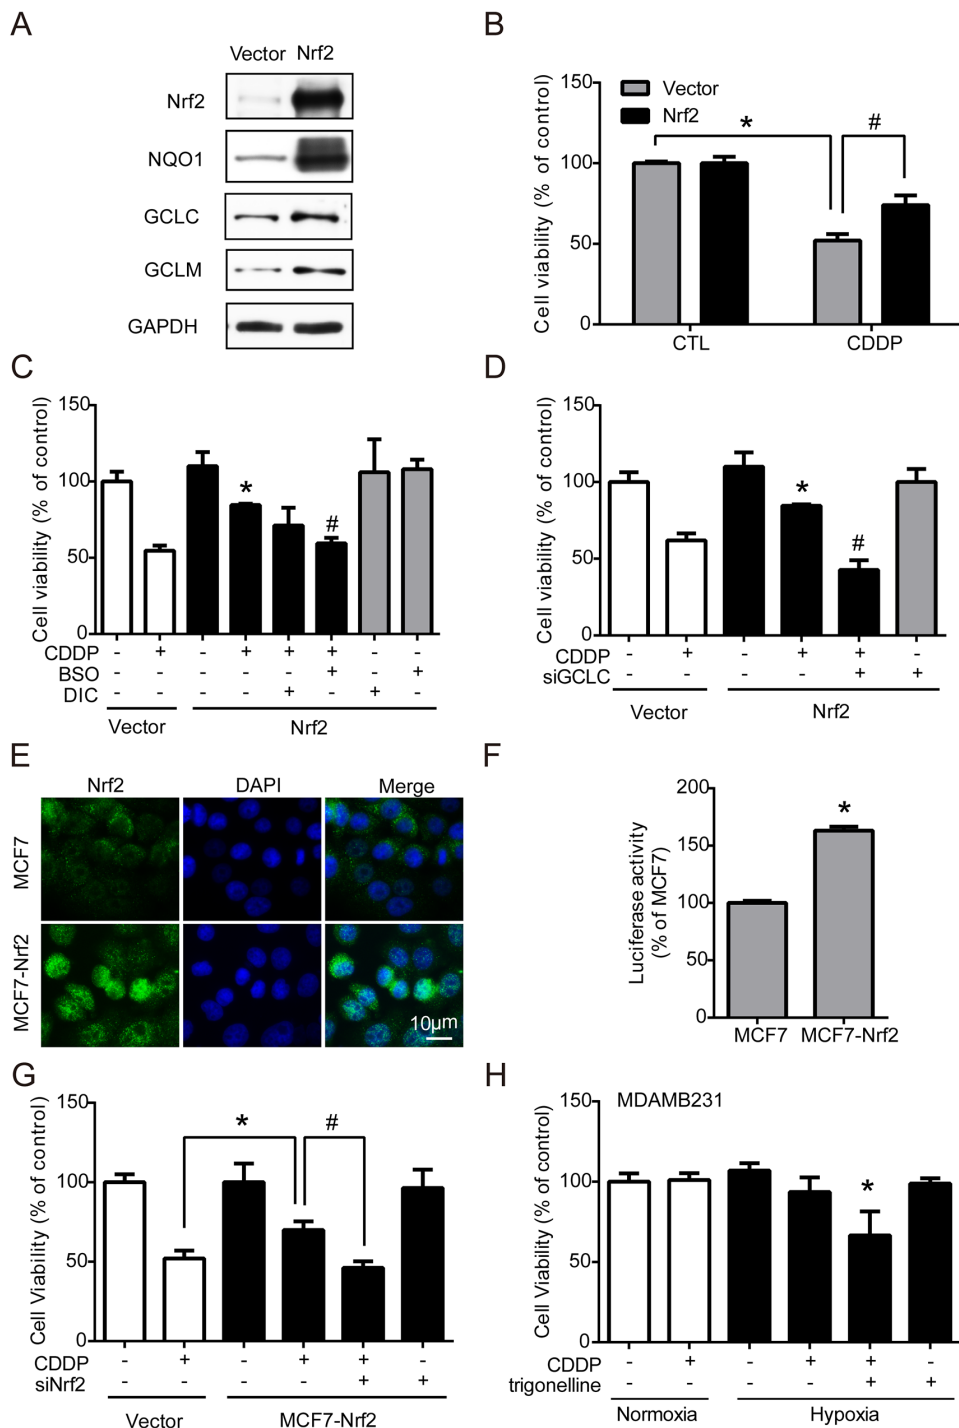 A
Vector Nrf2
Nrf2
NQO1
GCLC
GCLM
GAPDH
B
Cell viability (% of control)
150
100
50
0
Vector
Nrf2
*
#
CTL
CDDP
C
Cell viability (% of control)
150
100
50
0
*
#
CDDP - + - + + + - -
BSO - - - - - + - +
DIC - - - - + - + -
Vector
Nrf2
D
Cell viability (% of control)
150
100
50
0
*
#
CDDP - + - + + -
siGCLC - - - - + +
Vector
Nrf2
E
Nrf2 DAPI Merge
MCF7
MCF7-Nrf2
10µm
F
Luciferase activity
(% of MCF7)
200
150
100
50
0
*
MCF7 MCF7-Nrf2
G
Cell Viability (% of control)
150
100
50
0
*
#
CDDP - + - + + -
siNrf2 - - - - + +
Vector
MCF7-Nrf2
H
MDAMB231
Cell Viability (% of control)
150
100
50
0
*
CDDP - + - + + -
trigonelline - - - - + +
Normoxia
Hypoxia